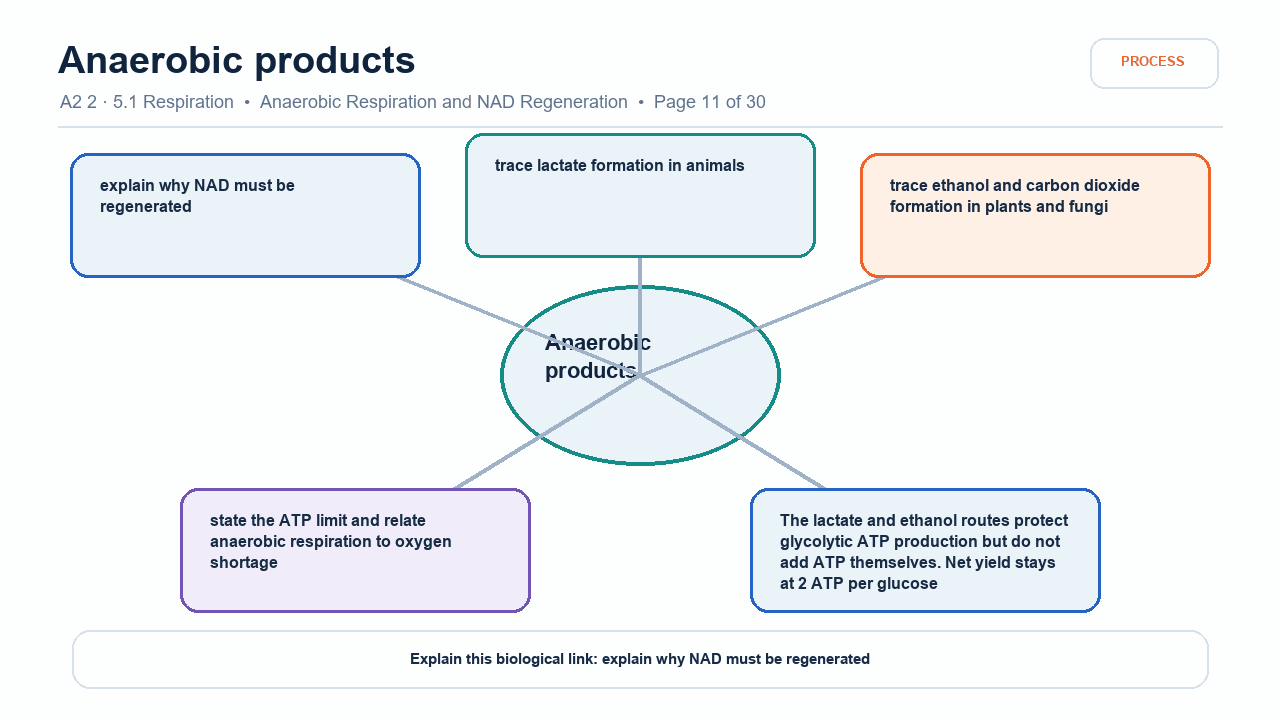 Anaerobic products
PROCESS
A2 2 · 5.1 Respiration • Anaerobic Respiration and NAD Regeneration • Page 11 of 30
explain why NAD must be
regenerated
trace lactate formation in animals
trace ethanol and carbon dioxide
formation in plants and fungi
Anaerobic
products
state the ATP limit and relate
anaerobic respiration to oxygen
shortage
The lactate and ethanol routes protect
glycolytic ATP production but do not
add ATP themselves. Net yield stays
at 2 ATP per glucose
Explain this biological link: explain why NAD must be regenerated